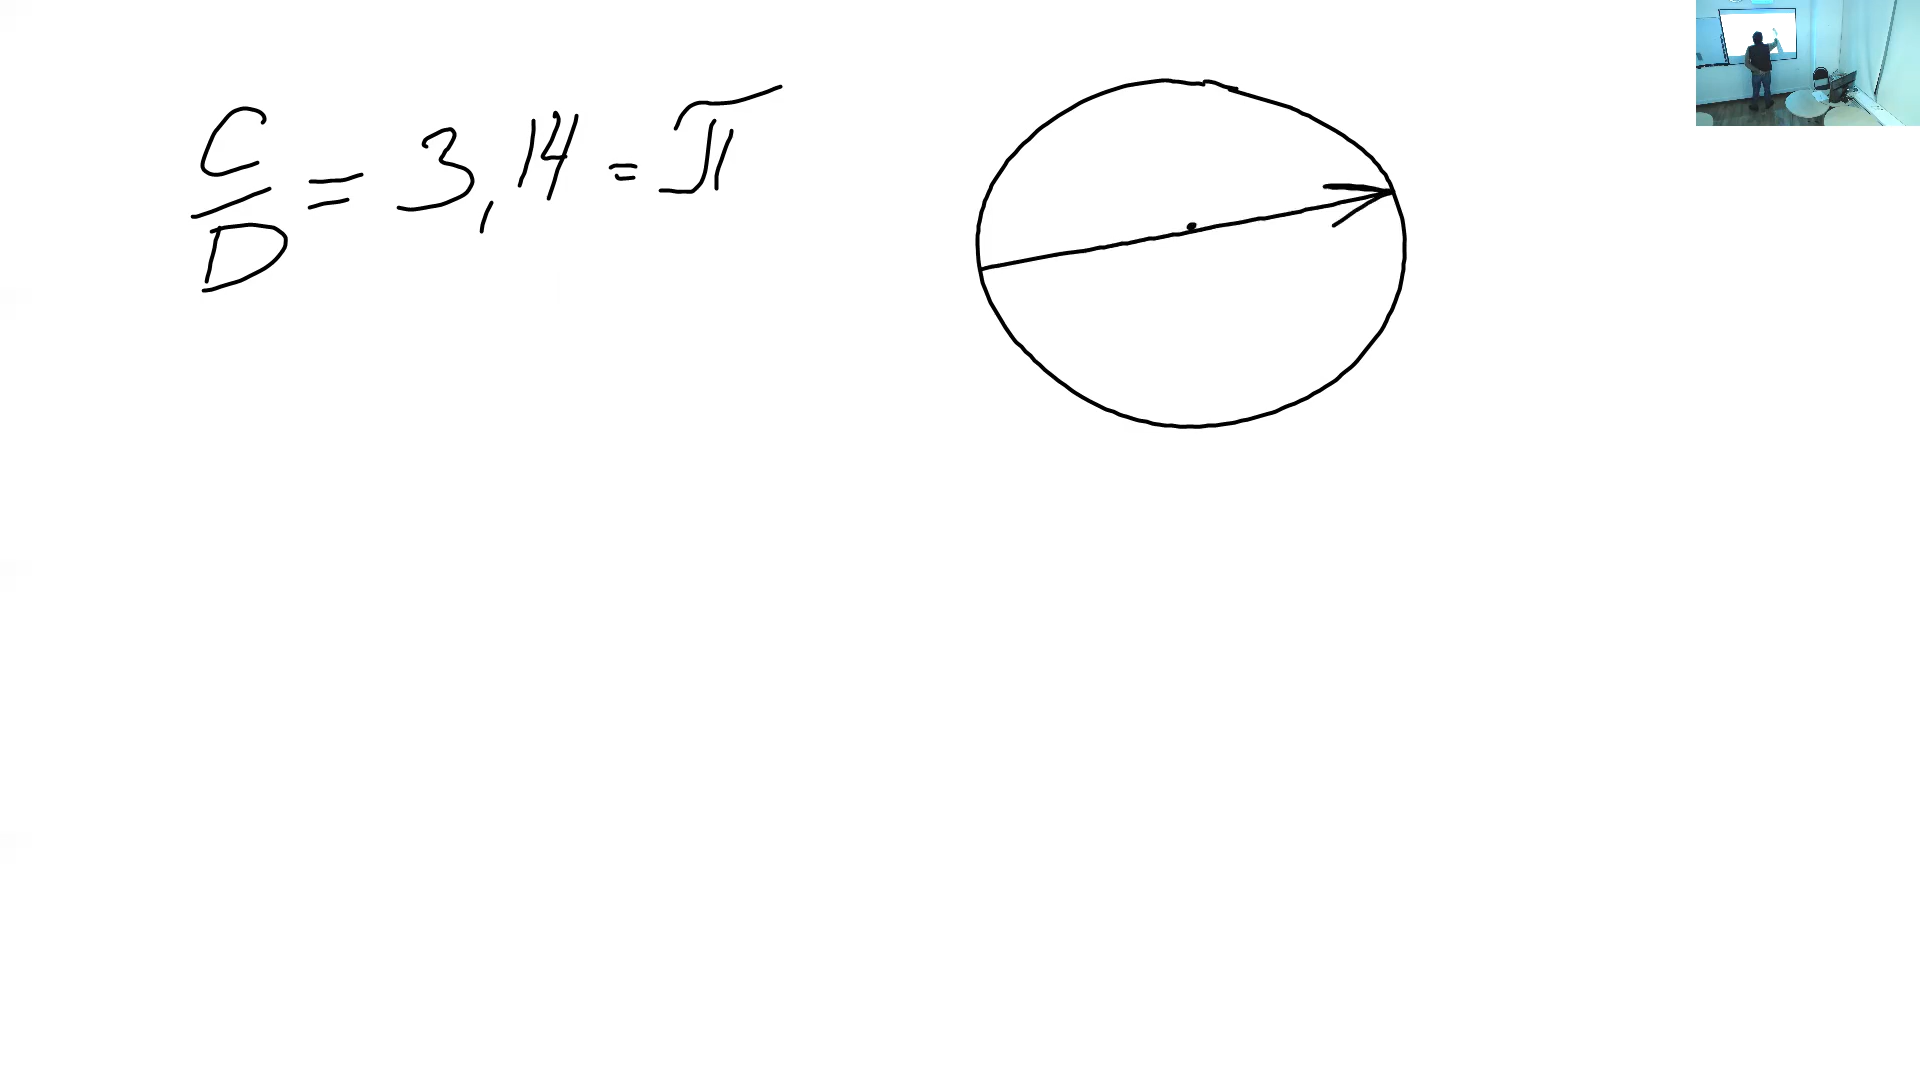 C/D = 3,14 = π